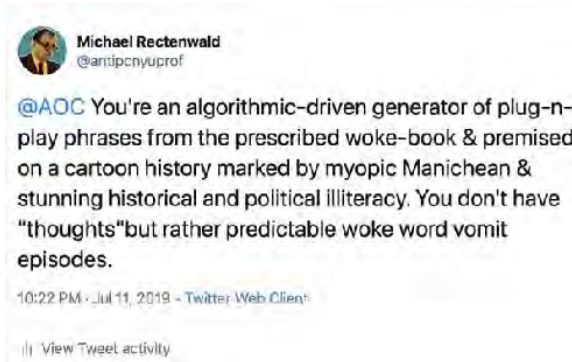 Michael Rectenwald
@antipcnyuprof
@AOC You're an algorithmic-driven generator of plug-n-
play phrases from the prescribed woke-book & premised
on a cartoon history marked by myopic Manichean &
stunning historical and political illiteracy. You don't have
"thoughts"but rather predictable woke word vomit
episodes.
10:22 PM · Jul 11, 2019 · Twitter Web Client
View Tweet activity